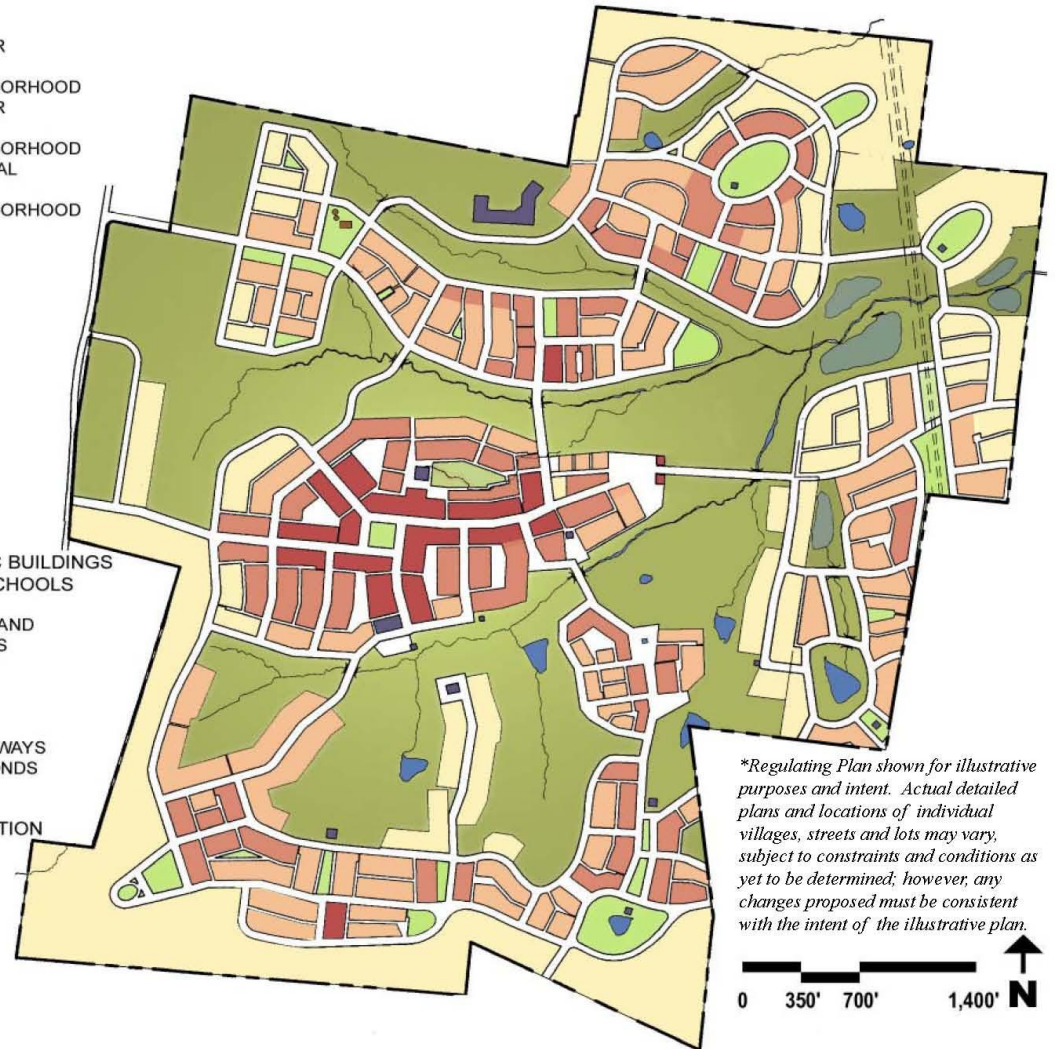 R
ORHOOD
R
ORHOOD
AL
ORHOOD
BUILDINGS
CHOOLS
AND
S
WAYS
NDS
TION
*Regulating Plan shown for illustrative
purposes and intent. Actual detailed
plans and locations of individual
villages, streets and lots may vary,
subject to constraints and conditions as
yet to be determined; however, any
changes proposed must be consistent
with the intent of the illustrative plan.
0 350' 700' 1,400' N